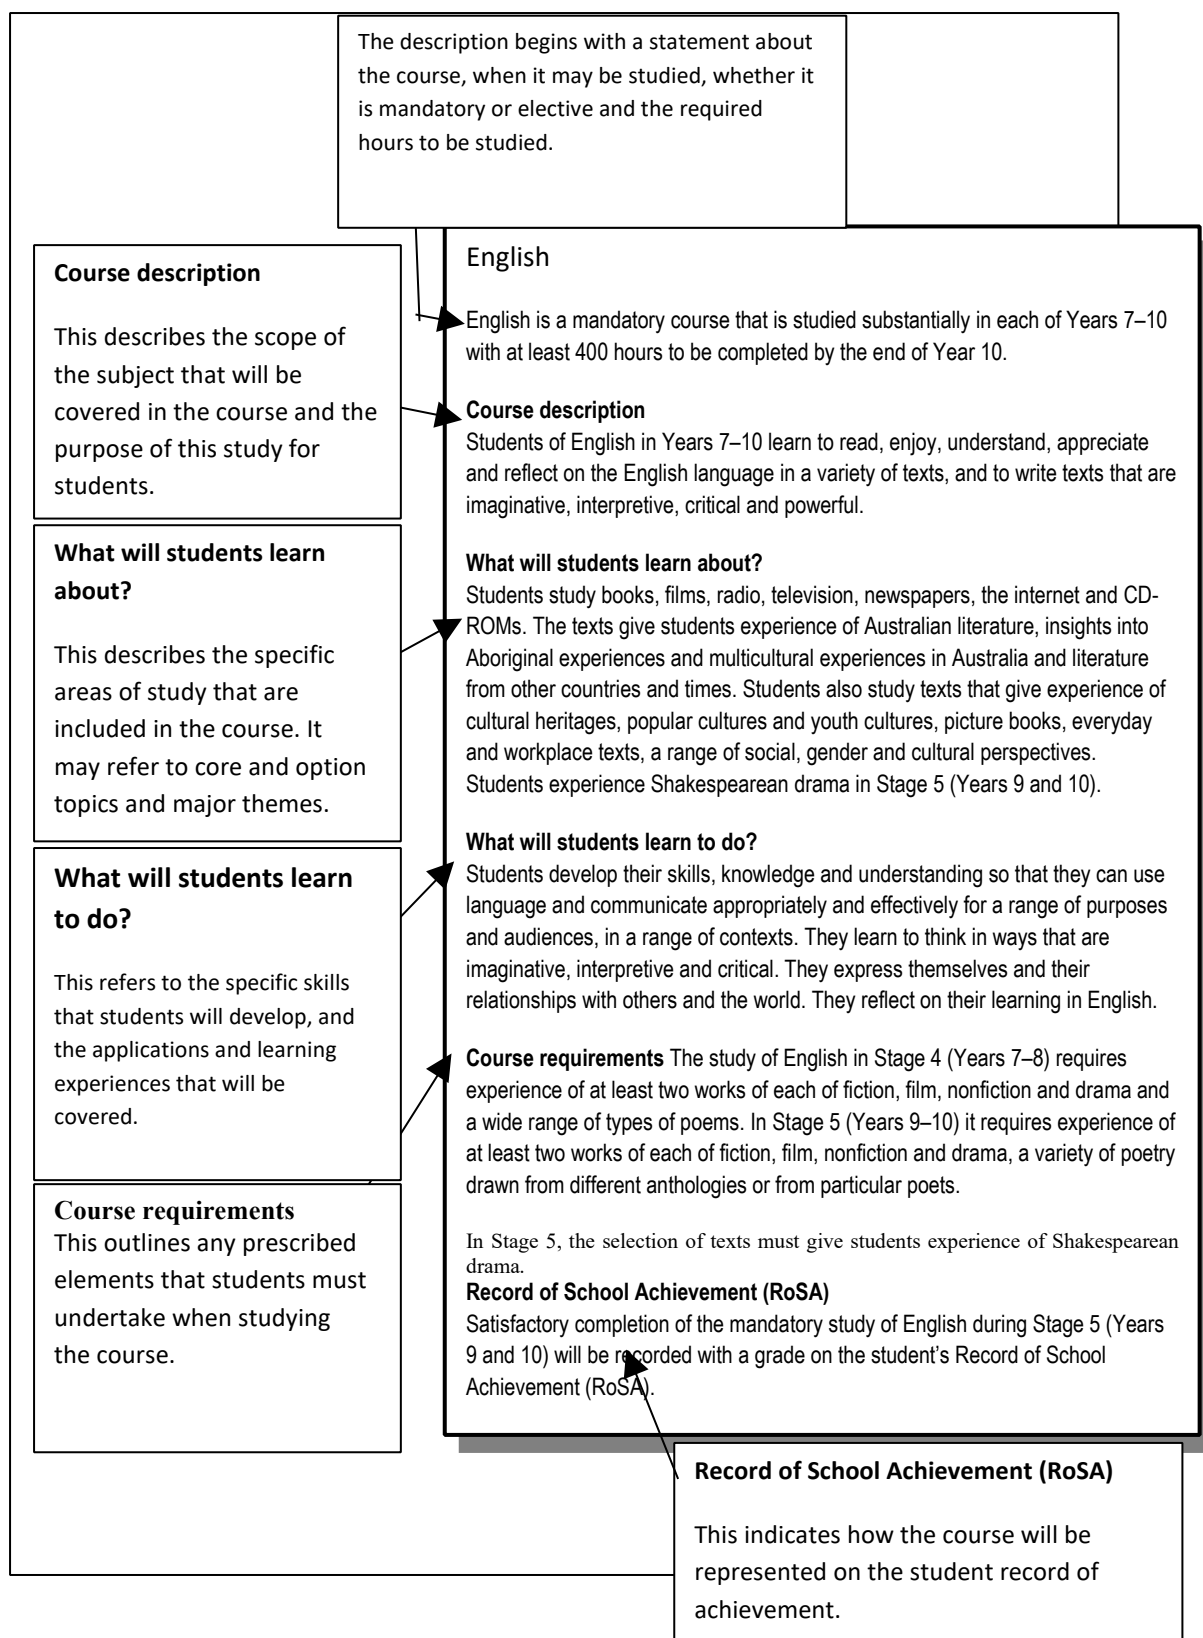 The description begins with a statement about
the course, when it may be studied, whether it
is mandatory or elective and the required
hours to be studied.
Course description
This describes the scope of
the subject that will be
covered in the course and the
purpose of this study for
students.
What will students learn
about?
This describes the specific
areas of study that are
included in the course. It
may refer to core and option
topics and major themes.
What will students learn
to do?
This refers to the specific skills
that students will develop, and
the applications and learning
experiences that will be
covered.
Course requirements
This outlines any prescribed
elements that students must
undertake when studying
the course.
English
English is a mandatory course that is studied substantially in each of Years 7–10
with at least 400 hours to be completed by the end of Year 10.
Course description
Students of English in Years 7–10 learn to read, enjoy, understand, appreciate
and reflect on the English language in a variety of texts, and to write texts that are
imaginative, interpretive, critical and powerful.
What will students learn about?
Students study books, films, radio, television, newspapers, the internet and CD-
ROMs. The texts give students experience of Australian literature, insights into
Aboriginal experiences and multicultural experiences in Australia and literature
from other countries and times. Students also study texts that give experience of
cultural heritages, popular cultures and youth cultures, picture books, everyday
and workplace texts, a range of social, gender and cultural perspectives.
Students experience Shakespearean drama in Stage 5 (Years 9 and 10).
What will students learn to do?
Students develop their skills, knowledge and understanding so that they can use
language and communicate appropriately and effectively for a range of purposes
and audiences, in a range of contexts. They learn to think in ways that are
imaginative, interpretive and critical. They express themselves and their
relationships with others and the world. They reflect on their learning in English.
Course requirements The study of English in Stage 4 (Years 7–8) requires
experience of at least two works of each of fiction, film, nonfiction and drama and
a wide range of types of poems. In Stage 5 (Years 9–10) it requires experience of
at least two works of each of fiction, film, nonfiction and drama, a variety of poetry
drawn from different anthologies or from particular poets.
In Stage 5, the selection of texts must give students experience of Shakespearean
drama.
Record of School Achievement (RoSA)
Satisfactory completion of the mandatory study of English during Stage 5 (Years
9 and 10) will be recorded with a grade on the student’s Record of School
Achievement (RoSA).
Record of School Achievement (RoSA)
This indicates how the course will be
represented on the student record of
achievement.